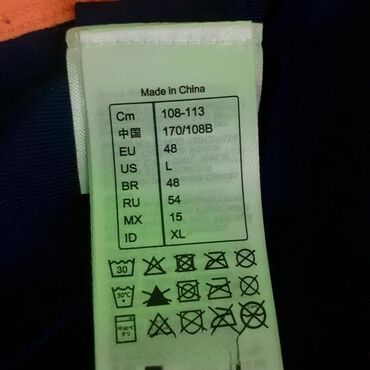 Made in China
Cm 108-113
中国 170/108B
EU 48
US L
BR 48
RU 54
MX 15
ID XL
30
30℃